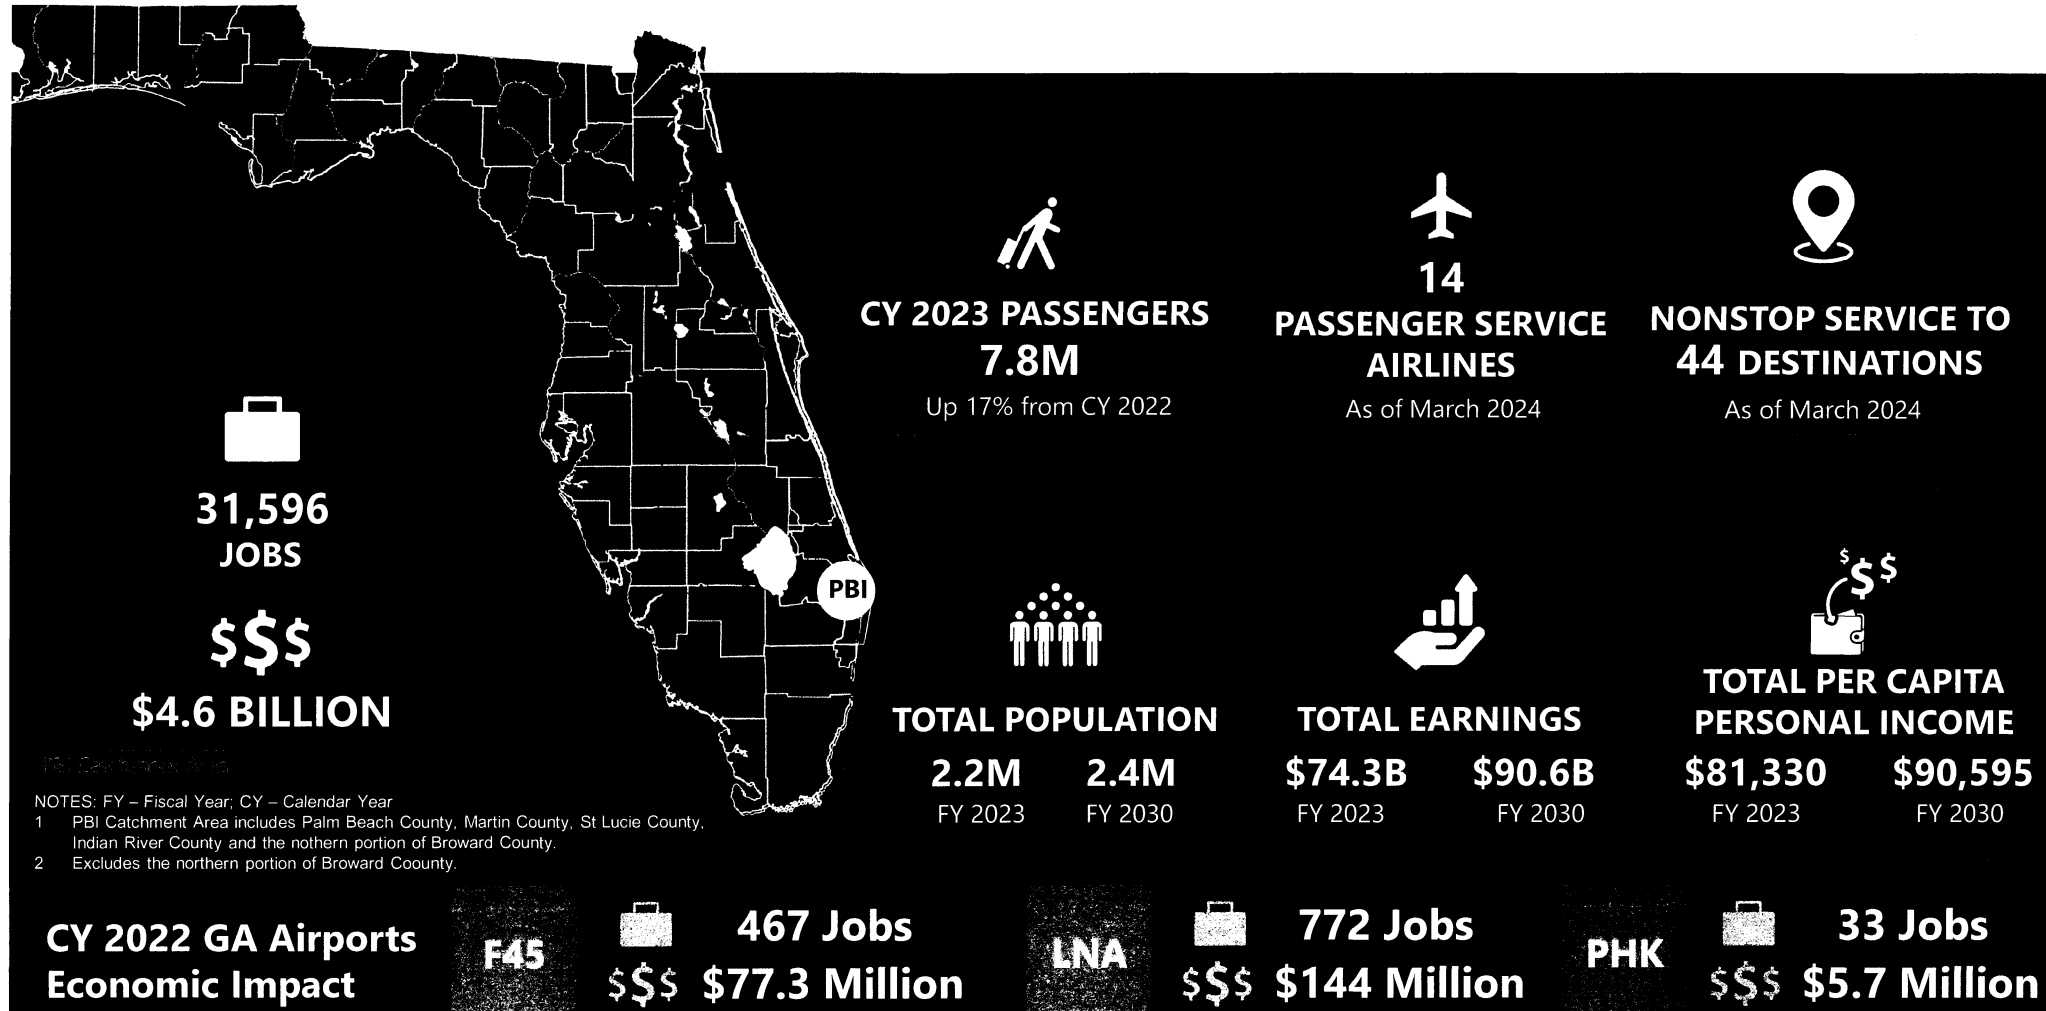 CY 2023 PASSENGERS
7.8M
Up 17% from CY 2022
14
PASSENGER SERVICE
AIRLINES
As of March 2024
NONSTOP SERVICE TO
44 DESTINATIONS
As of March 2024
31,596
JOBS
$$$
$4.6 BILLION
PBI
TOTAL POPULATION
2.2M 2.4M
FY 2023 FY 2030
TOTAL EARNINGS
$74.3B $90.6B
FY 2023 FY 2030
$$$
TOTAL PER CAPITA
PERSONAL INCOME
$81,330 $90,595
FY 2023 FY 2030
NOTES: FY – Fiscal Year; CY – Calendar Year
1 PBI Catchment Area includes Palm Beach County, Martin County, St Lucie County,
Indian River County and the nothern portion of Broward County.
2 Excludes the northern portion of Broward Coounty.
CY 2022 GA Airports
Economic Impact
F45
467 Jobs
$$$ $77.3 Million
LNA
772 Jobs
$$$ $144 Million
PHK
33 Jobs
$$$ $5.7 Million